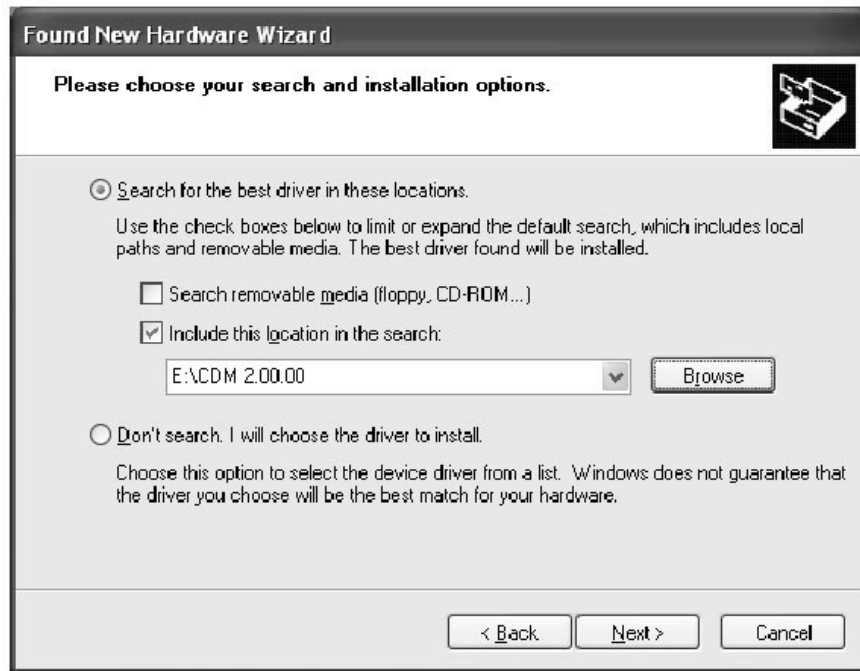 Found New Hardware Wizard
Please choose your search and installation options.
Search for the best driver in these locations.
Use the check boxes below to limit or expand the default search, which includes local
paths and removable media. The best driver found will be installed.
Search removable media (floppy, CD-ROM...)
Include this location in the search:
E:\CDM 2.00.00
Browse
Don't search. I will choose the driver to install.
Choose this option to select the device driver from a list. Windows does not guarantee that
the driver you choose will be the best match for your hardware.
< Back Next > Cancel